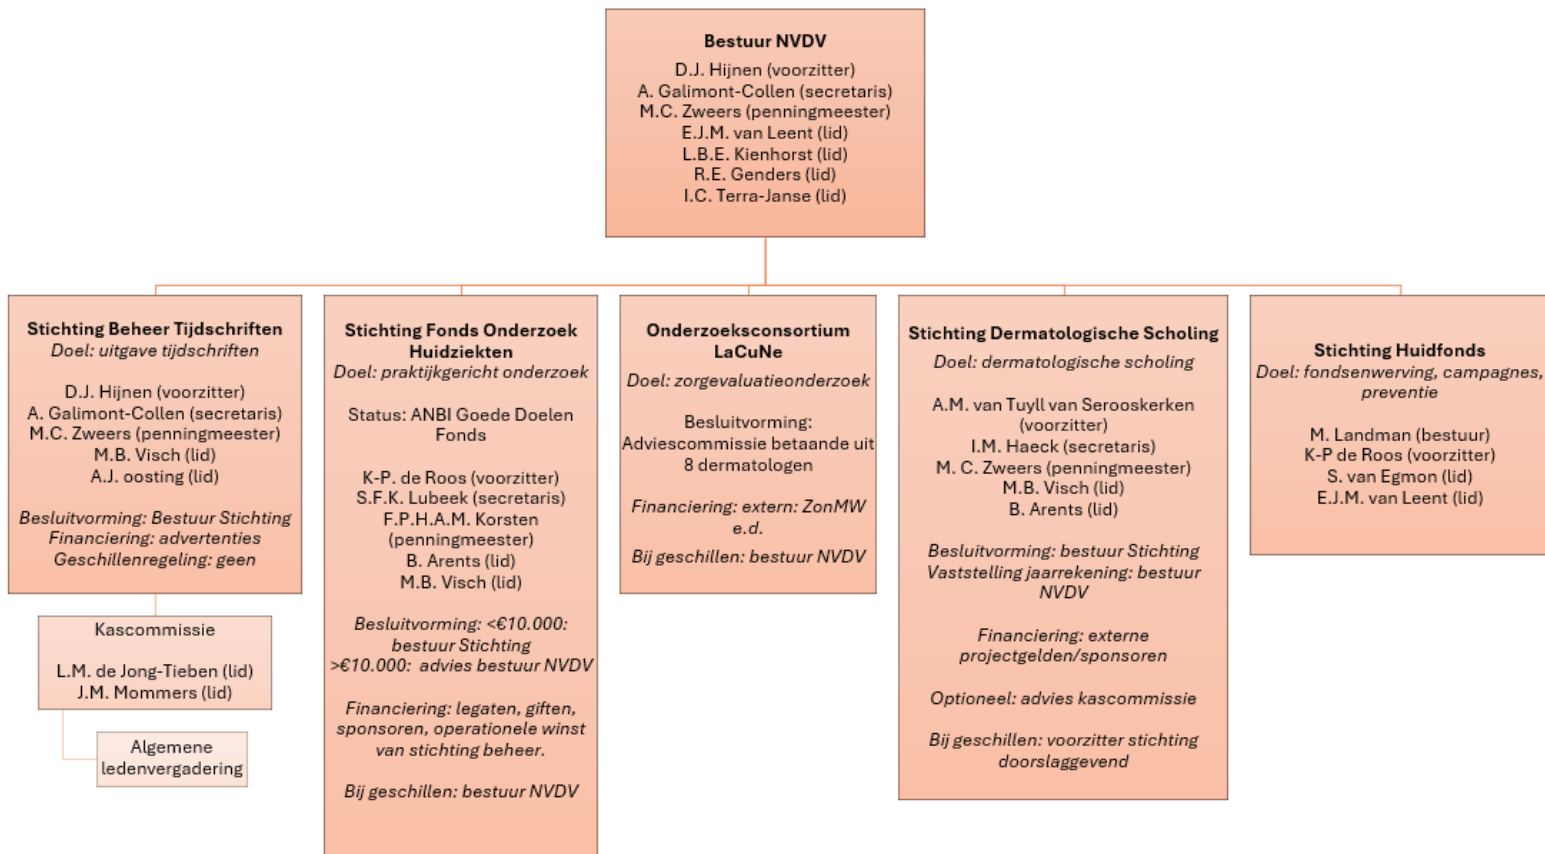 Bestuur NVDV
D.J. Hijnen (voorzitter)
A. Galimont-Collen (secretaris)
M.C. Zweers (penningmeester)
E.J.M. van Leent (lid)
L.B.E. Kienhorst (lid)
R.E. Genders (lid)
I.C. Terra-Janse (lid)
Stichting Beheer Tijdschriften
Doel: uitgave tijdschriften
D.J. Hijnen (voorzitter)
A. Galimont-Collen (secretaris)
M.C. Zweers (penningmeester)
M.B. Visch (lid)
A.J. oosting (lid)
Besluitvorming: Bestuur Stichting
Financiering: advertenties
Geschillenregeling: geen
Kascommissie
L.M. de Jong-Tieben (lid)
J.M. Mommers (lid)
Algemene
ledenvergadering
Stichting Fonds Onderzoek
Huidziekten
Doel: praktijkgericht onderzoek
Status: ANBI Goede Doelen
Fonds
K-P. de Roos (voorzitter)
S.F.K. Lubeek (secretaris)
F.P.H.A.M. Korsten
(penningmeester)
B. Arents (lid)
M.B. Visch (lid)
Besluitvorming: <€10.000:
bestuur Stichting
>€10.000: advies bestuur NVDV
Financiering: legaten, giften,
sponsoren, operationele winst
van stichting beheer.
Bij geschillen: bestuur NVDV
Onderzoeksconsortium
LaCuNe
Doel: zorgevaluatieonderzoek
Besluitvorming:
Adviescommissie betaande uit
8 dermatologen
Financiering: extern: ZonMW
e.d.
Bij geschillen: bestuur NVDV
Stichting Dermatologische Scholing
Doel: dermatologische scholing
A.M. van Tuyll van Serooskerken
(voorzitter)
I.M. Haeck (secretaris)
M. C. Zweers (penningmeester)
M.B. Visch (lid)
B. Arents (lid)
Besluitvorming: bestuur Stichting
Vaststelling jaarrekening: bestuur
NVDV
Financiering: externe
projectgelden/sponsoren
Optioneel: advies kascommissie
Bij geschillen: voorzitter stichting
doorslaggevend
Stichting Huidfonds
Doel: fondsenwerving, campagnes,
preventie
M. Landman (bestuur)
K-P de Roos (voorzitter)
S. van Egmon (lid)
E.J.M. van Leent (lid)